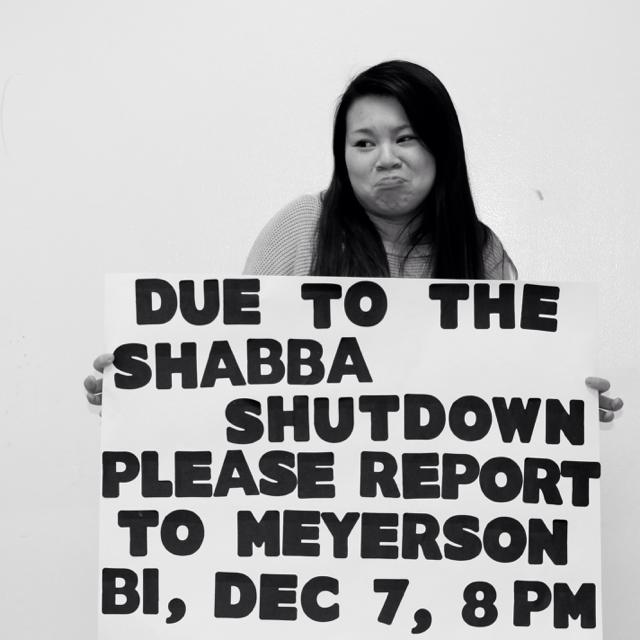 DUE TO THE
SHABBA
SHUTDOWN
PLEASE REPORT
TO MEYERSON
BI, DEC 7, 8 PM